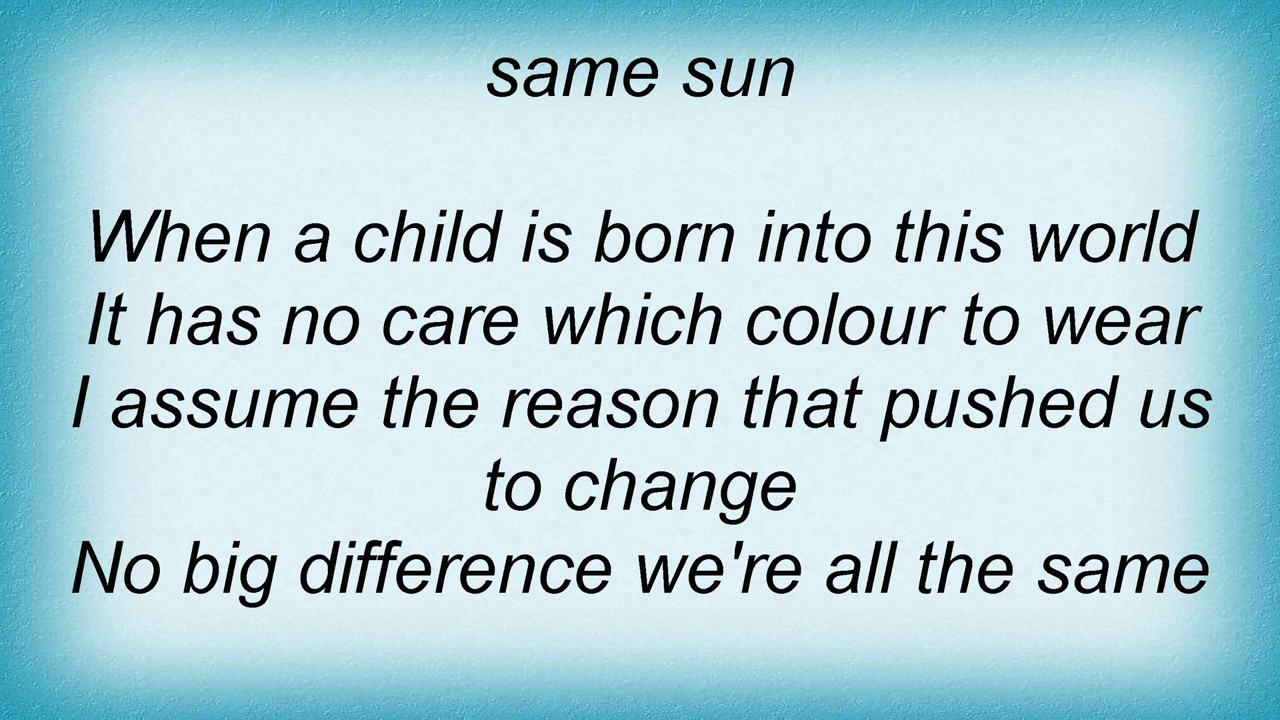 same sun
When a child is born into this world
It has no care which colour to wear
I assume the reason that pushed us
to change
No big difference we're all the same